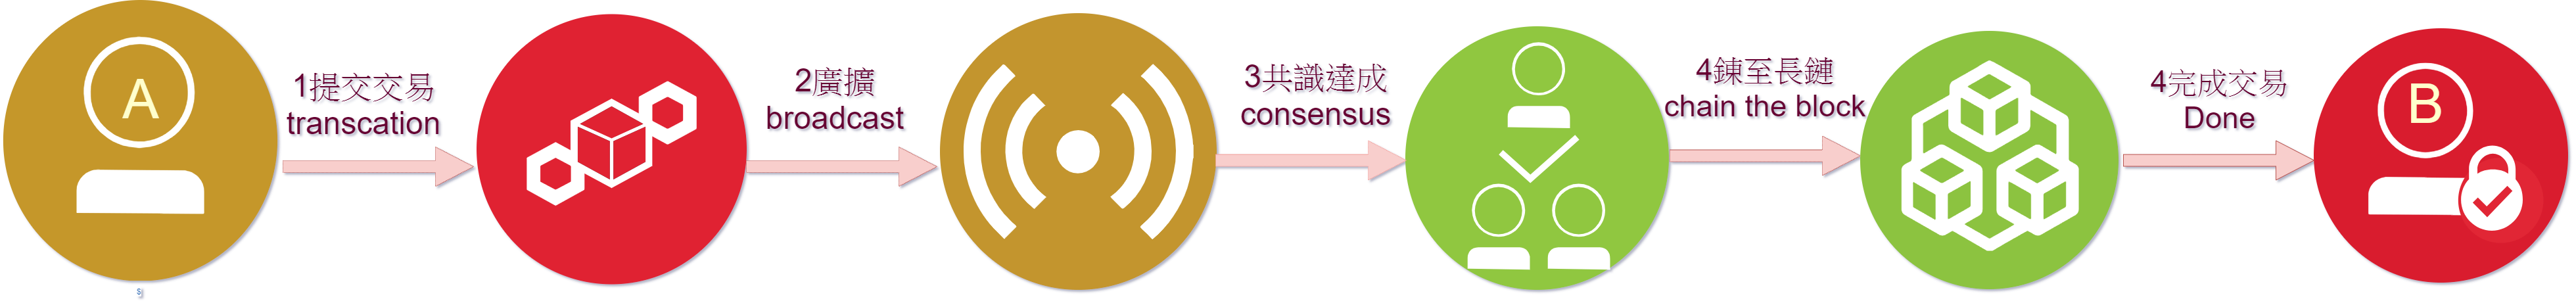 A
1提交交易
transcation
2廣擴
broadcast
3共識達成
consensus
4鍊至長鏈
chain the block
4完成交易
Done
B
sj